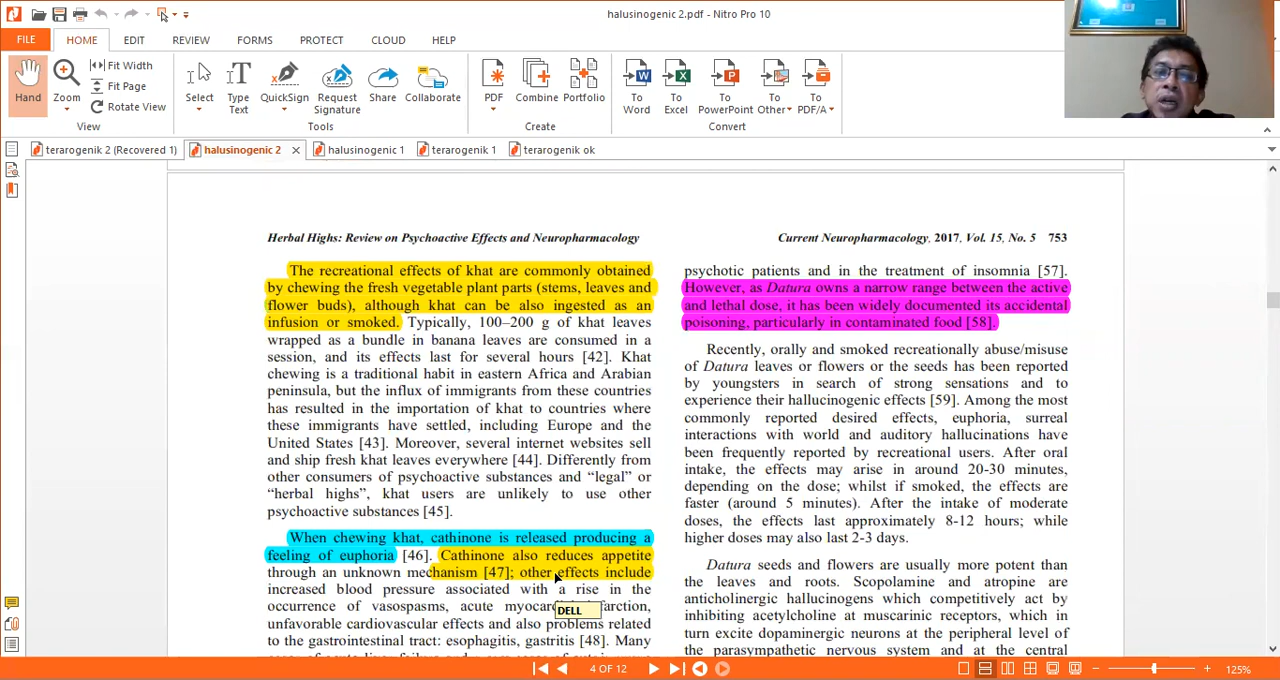 halusinogenic 2.pdf - Nitro Pro 10
FILE
HOME
EDIT
REVIEW
FORMS
PROTECT
CLOUD
HELP
Hand
Zoom
Fit Width
Fit Page
Rotate View
View
Select
Type
Text
QuickSign
Request
Signature
Share
Collaborate
Tools
PDF
Combine
Portfolio
Create
To
Word
To
Excel
To
PowerPoint
To
Other
To
PDF/A
Convert
terarogenik 2 (Recovered 1)
halusinogenic 2
halusinogenic 1
terarogenik 1
terarogenik ok
Herbal Highs: Review on Psychoactive Effects and Neuropharmacology
Current Neuropharmacology, 2017, Vol. 15, No. 5 753
The recreational effects of khat are commonly obtained
by chewing the fresh vegetable plant parts (stems, leaves and
flower buds), although khat can be also ingested as an
infusion or smoked. Typically, 100–200 g of khat leaves
wrapped as a bundle in banana leaves are consumed in a
session, and its effects last for several hours [42]. Khat
chewing is a traditional habit in eastern Africa and Arabian
peninsula, but the influx of immigrants from these countries
has resulted in the importation of khat to countries where
these immigrants have settled, including Europe and the
United States [43]. Moreover, several internet websites sell
and ship fresh khat leaves everywhere [44]. Differently from
other consumers of psychoactive substances and “legal” or
“herbal highs”, khat users are unlikely to use other
psychoactive substances [45].
When chewing khat, cathinone is released producing a
feeling of euphoria [46]. Cathinone also reduces appetite
through an unknown mechanism [47]; other effects include
increased blood pressure associated with a rise in the
occurrence of vasospasms, acute
DELL
unfavorable cardiovascular effects and also problems related
to the gastrointestinal tract: esophagitis, gastritis [48]. Many
psychotic patients and in the treatment of insomnia [57].
However, as Datura owns a narrow range between the active
and lethal dose, it has been widely documented its accidental
poisoning, particularly in contaminated food [58].
Recently, orally and smoked recreationally abuse/misuse
of Datura leaves or flowers or the seeds has been reported
by youngsters in search of strong sensations and to
experience their hallucinogenic effects [59]. Among the most
commonly reported desired effects, euphoria, surreal
interactions with world and auditory hallucinations have
been frequently reported by recreational users. After oral
intake, the effects may arise in around 20-30 minutes,
depending on the dose; whilst if smoked, the effects are
faster (around 5 minutes). After the intake of moderate
doses, the effects last approximately 8-12 hours; while
higher doses may also last 2-3 days.
Datura seeds and flowers are usually more potent than
the leaves and roots. Scopolamine and atropine are
anticholinergic hallucinogens which competitively act by
inhibiting acetylcholine at muscarinic receptors, which in
turn excite dopaminergic neurons at the peripheral level of
the parasympathetic nervous system and at the central
4 OF 12
125%